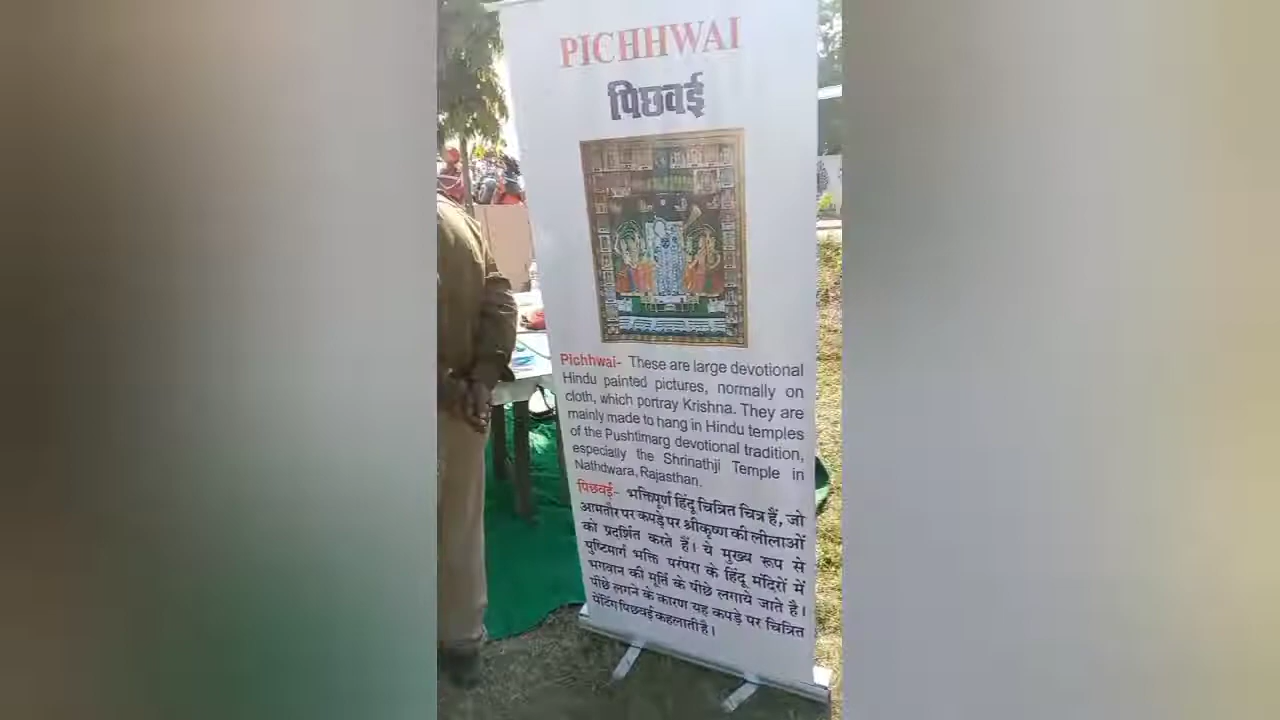 PICHHWAI
पिछवई
Pichhwai- These are large devotional
Hindu painted pictures, normally on
cloth, which portray Krishna. They are
mainly made to hang in Hindu temples
of the Pushtimarg devotional tradition,
especially the Shrinathji Temple in
Nathdwara, Rajasthan.
पिछवई- भक्तिपूर्ण हिंदू चित्रित चित्र हैं, जो
आमतौर पर कपड़े पर श्रीकृष्ण की लीलाओं
को प्रदर्शित करते हैं। ये मुख्य रूप से
पुष्टिमार्ग भक्ति परंपरा के हिंदू मंदिरों में
भगवान की मूर्ति के पीछे लगाये जाते है।
पीछे लगने के कारण यह कपड़े पर चित्रित
पेंटिंग पिछवई कहलाती है।